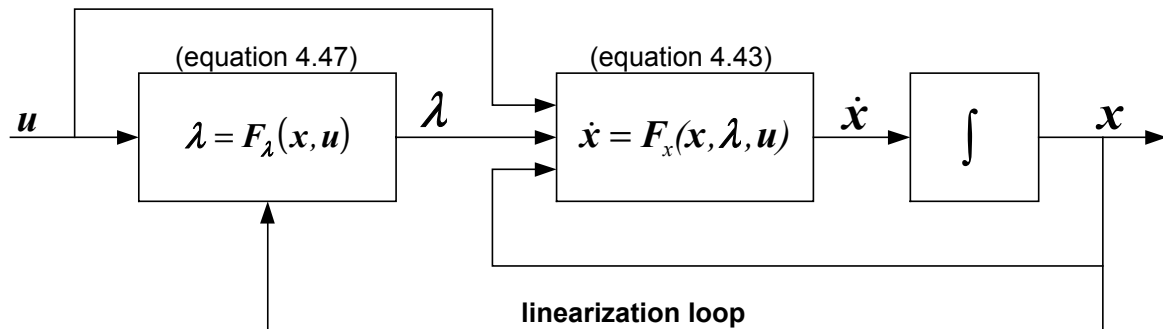 (equation 4.47)
(equation 4.43)
u
λ = F_λ(x, u)
λ
ẋ = F_x(x, λ, u)
ẋ
∫
x
linearization loop